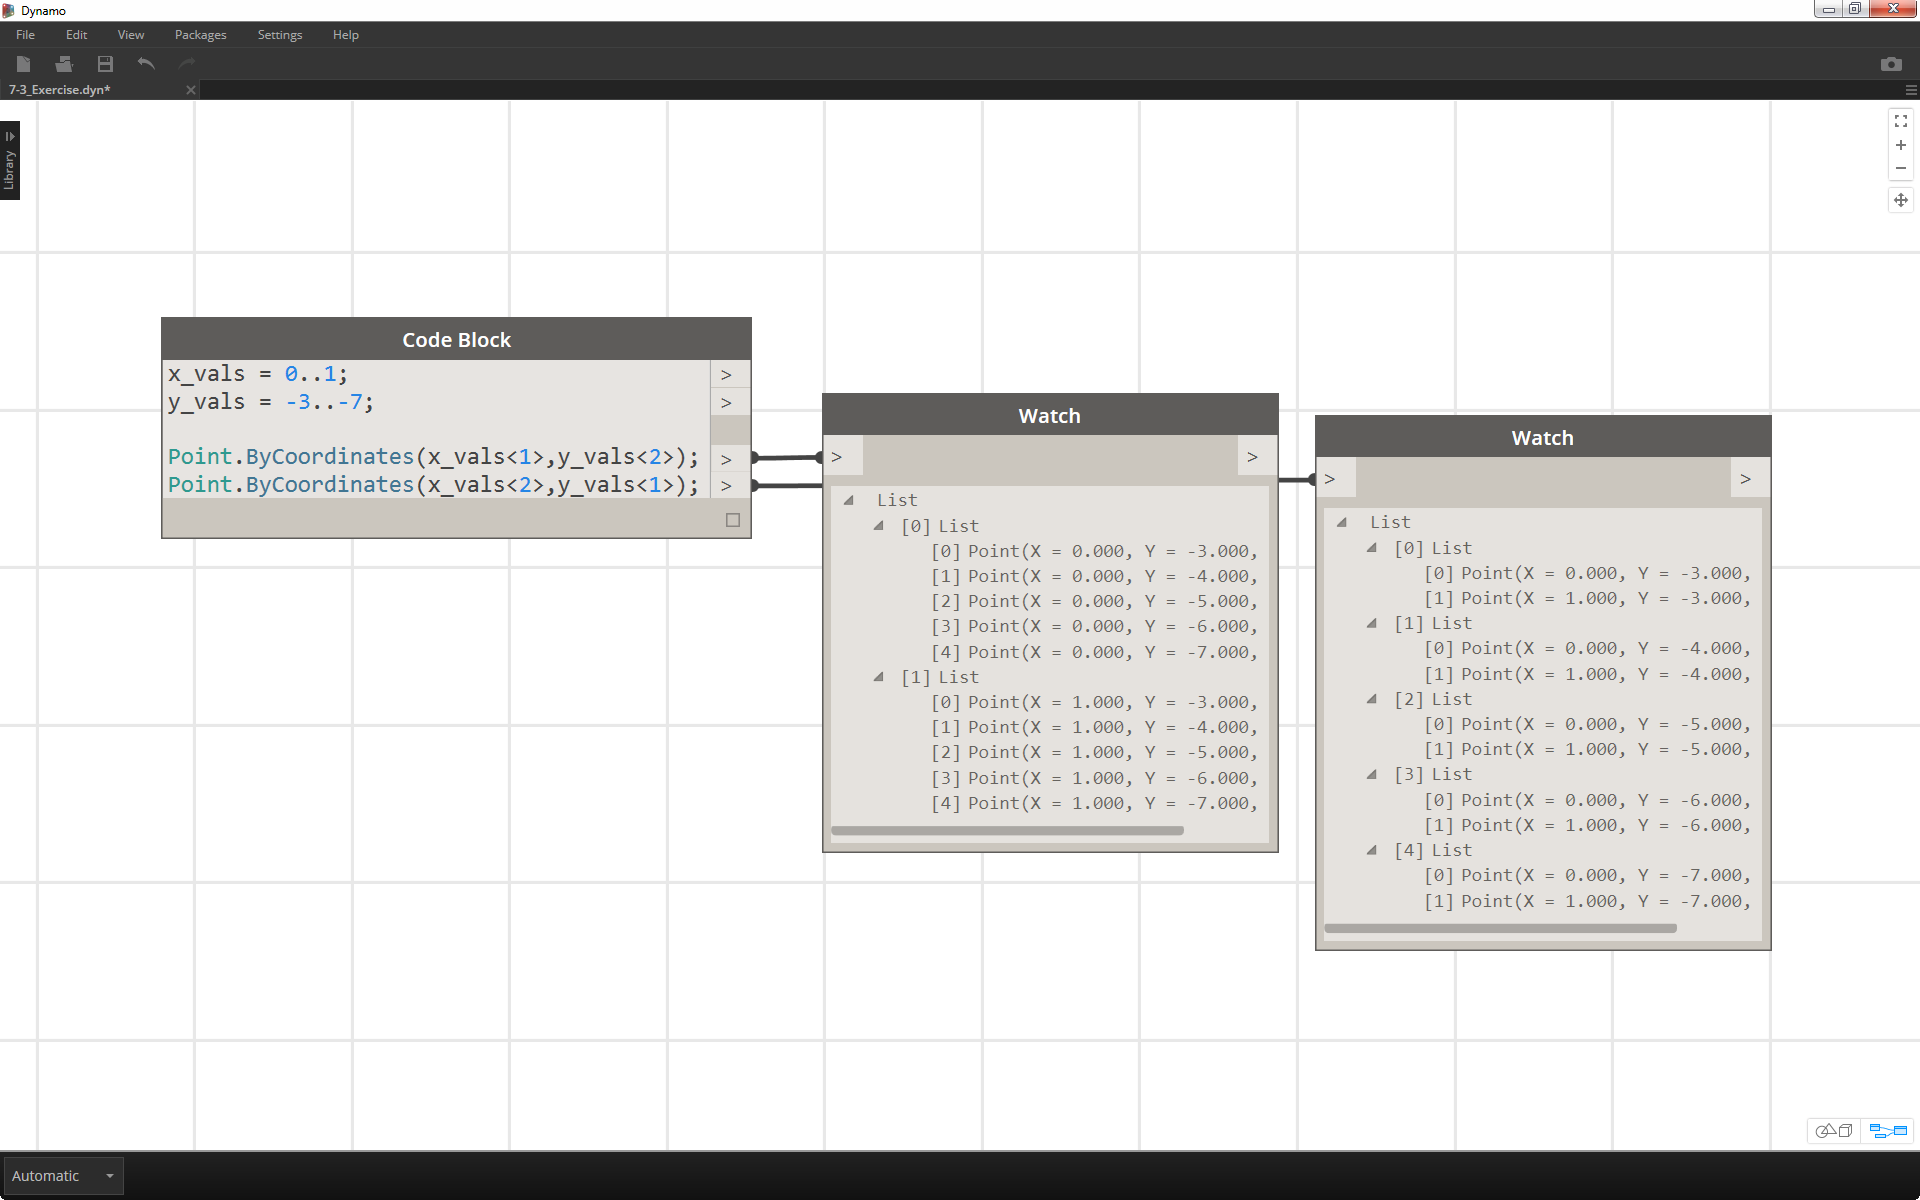 Dynamo
File Edit View Packages Settings Help
7-3_Exercise.dyn*
Library
Code Block
x_vals = 0..1;
y_vals = -3..-7;
Point.ByCoordinates(x_vals<1>,y_vals<2>);
Point.ByCoordinates(x_vals<2>,y_vals<1>);
>
>
>
>
Watch
> >
List
[0] List
[0] Point(X = 0.000, Y = -3.000,
[1] Point(X = 0.000, Y = -4.000,
[2] Point(X = 0.000, Y = -5.000,
[3] Point(X = 0.000, Y = -6.000,
[4] Point(X = 0.000, Y = -7.000,
[1] List
[0] Point(X = 1.000, Y = -3.000,
[1] Point(X = 1.000, Y = -4.000,
[2] Point(X = 1.000, Y = -5.000,
[3] Point(X = 1.000, Y = -6.000,
[4] Point(X = 1.000, Y = -7.000,
Watch
> >
List
[0] List
[0] Point(X = 0.000, Y = -3.000,
[1] Point(X = 1.000, Y = -3.000,
[1] List
[0] Point(X = 0.000, Y = -4.000,
[1] Point(X = 1.000, Y = -4.000,
[2] List
[0] Point(X = 0.000, Y = -5.000,
[1] Point(X = 1.000, Y = -5.000,
[3] List
[0] Point(X = 0.000, Y = -6.000,
[1] Point(X = 1.000, Y = -6.000,
[4] List
[0] Point(X = 0.000, Y = -7.000,
[1] Point(X = 1.000, Y = -7.000,
Automatic